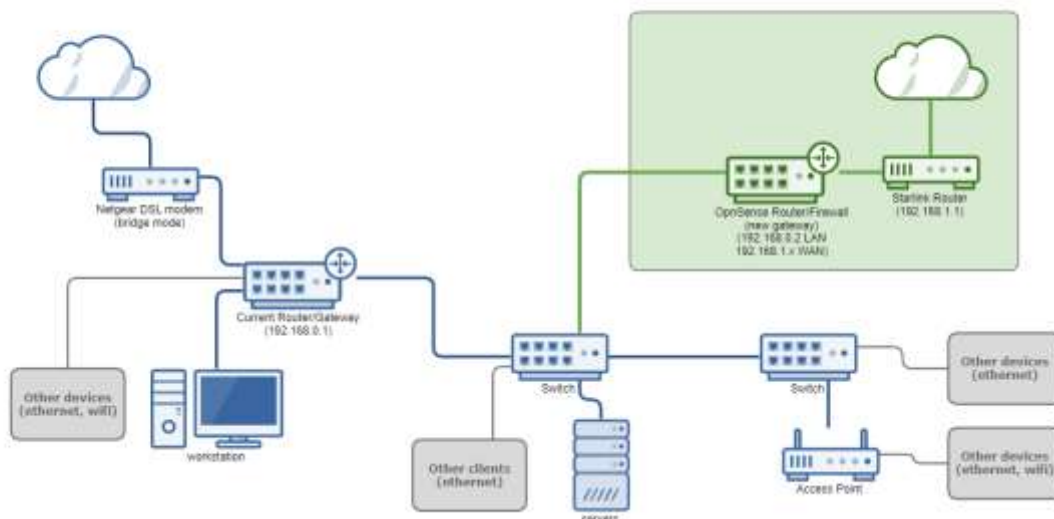 Netgear DSL modem
(bridge mode)
OpnSense Router/Firewall
(new gateway)
(192.168.0.2 LAN
192.168.1.x WAN)
Starlink Router
(192.168.1.1)
Current Router/Gateway
(192.168.0.1)
Other devices
(ethernet, wifi)
workstation
Switch
Other clients
(ethernet)
servers
Switch
Other devices
(ethernet)
Access Point
Other devices
(ethernet, wifi)